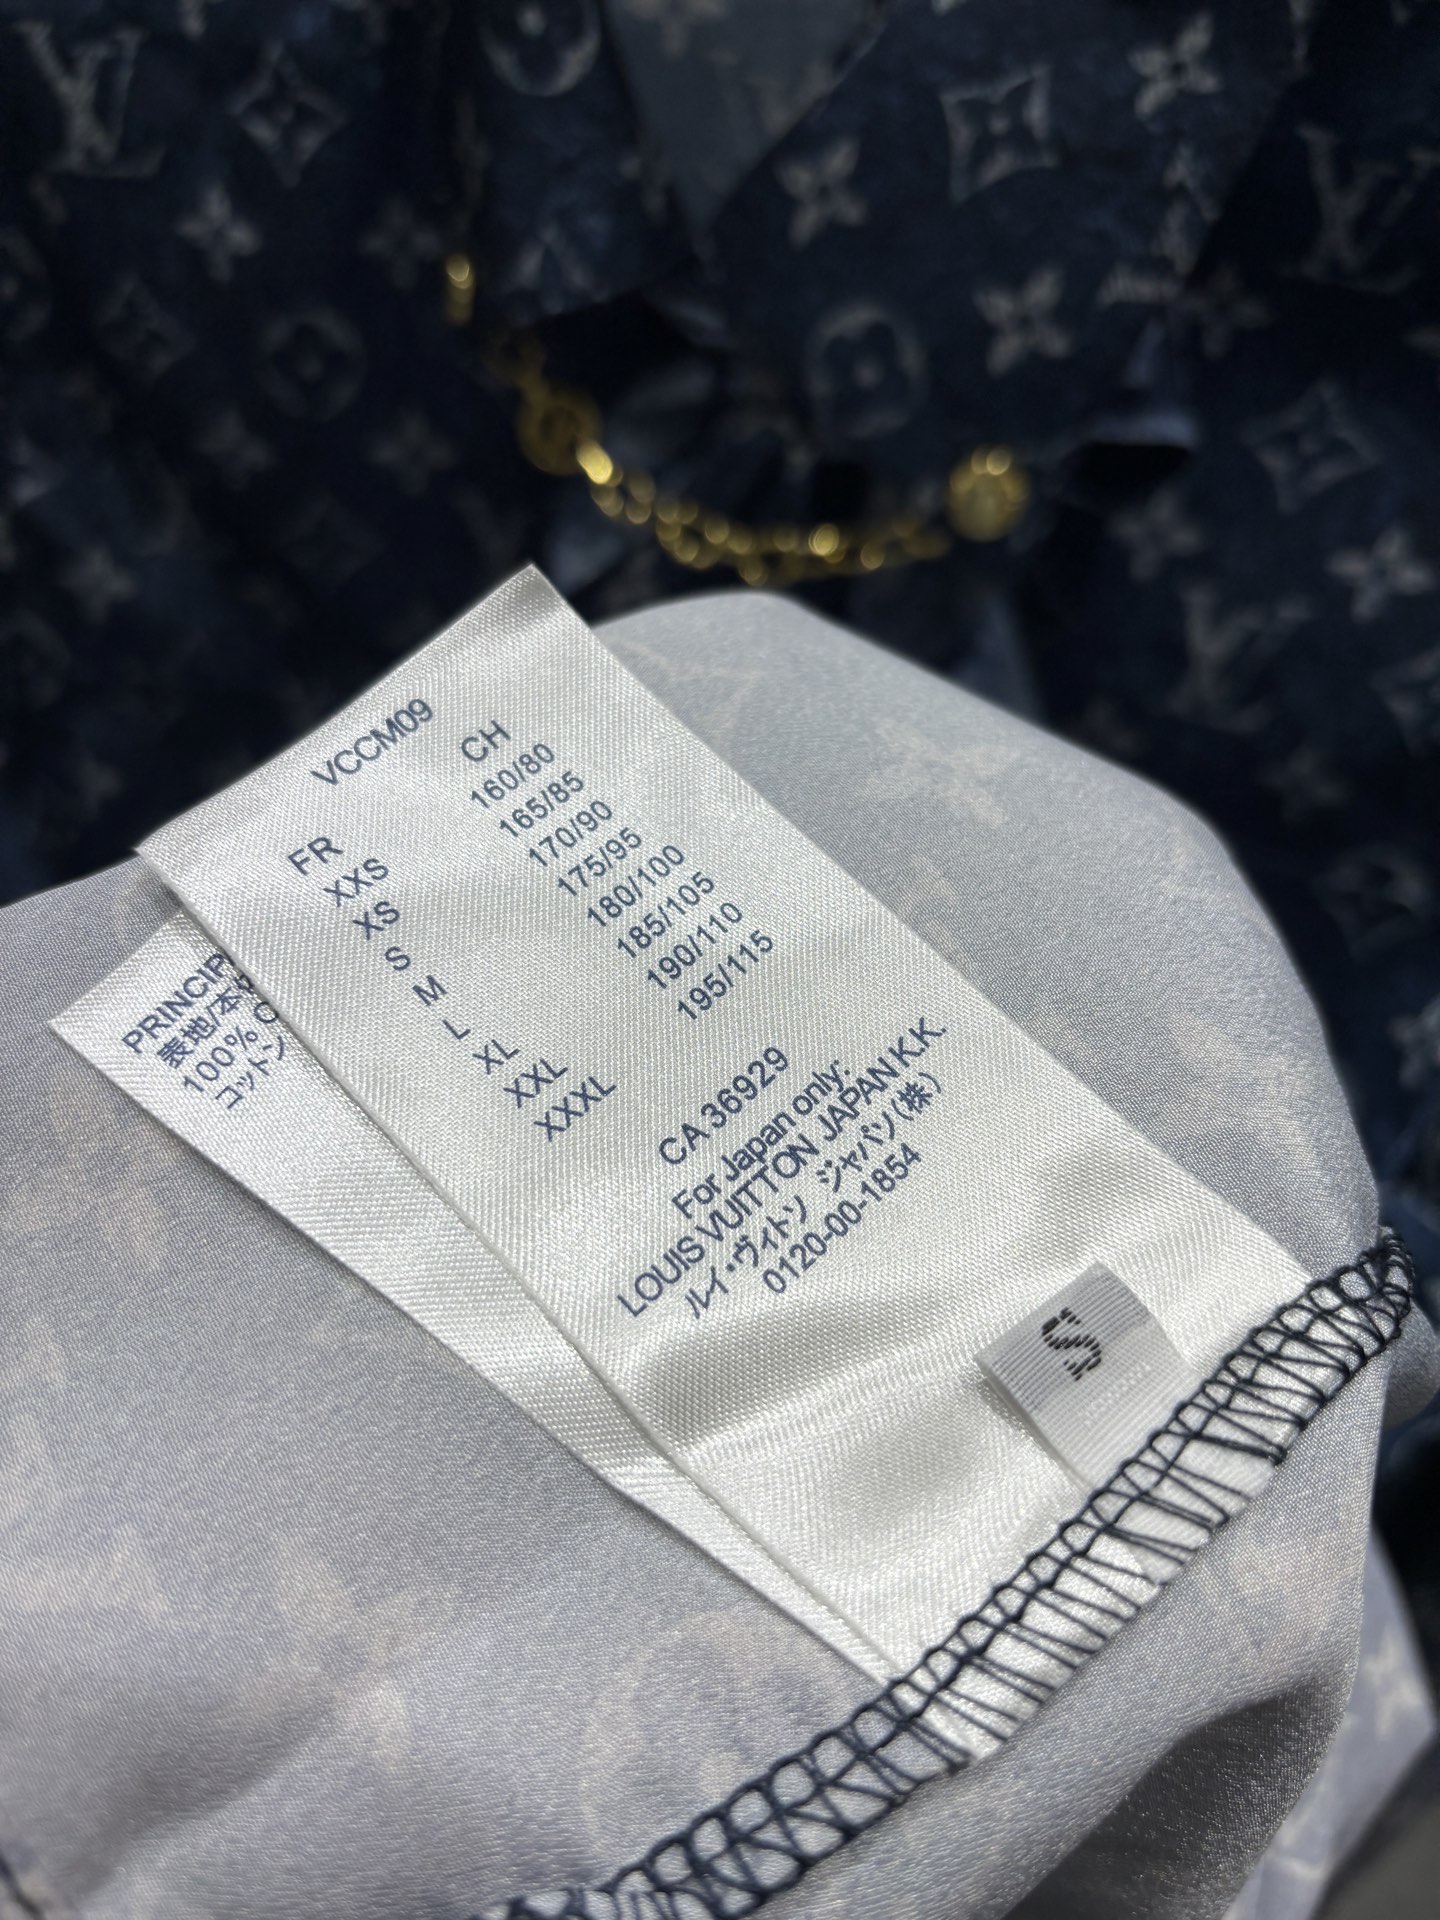 VCCM09
FR CH
XXS 160/80
XS 165/85
S 170/90
M 175/95
L 180/100
XL 185/105
XXL 190/110
XXXL 195/115
CA 36929
For Japan only:
LOUIS VUITTON JAPAN K.K.
ルイ・ヴィトン ジャパン(株)
0120-00-1854
S
PRINCIP
表地/本
100% C
コットン